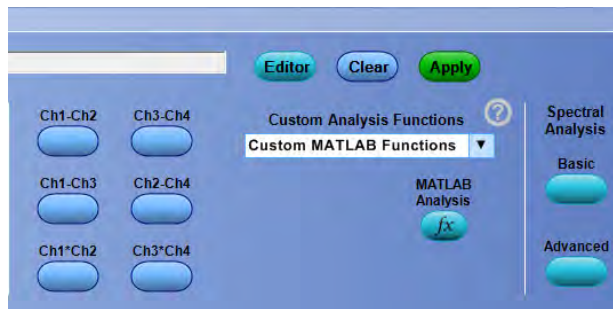 Editor Clear Apply
Ch1-Ch2 Ch3-Ch4 Custom Analysis Functions ? Spectral
Analysis
Custom MATLAB Functions
Basic
Ch1-Ch3 Ch2-Ch4 MATLAB
Analysis
fx
Ch1*Ch2 Ch3*Ch4 Advanced